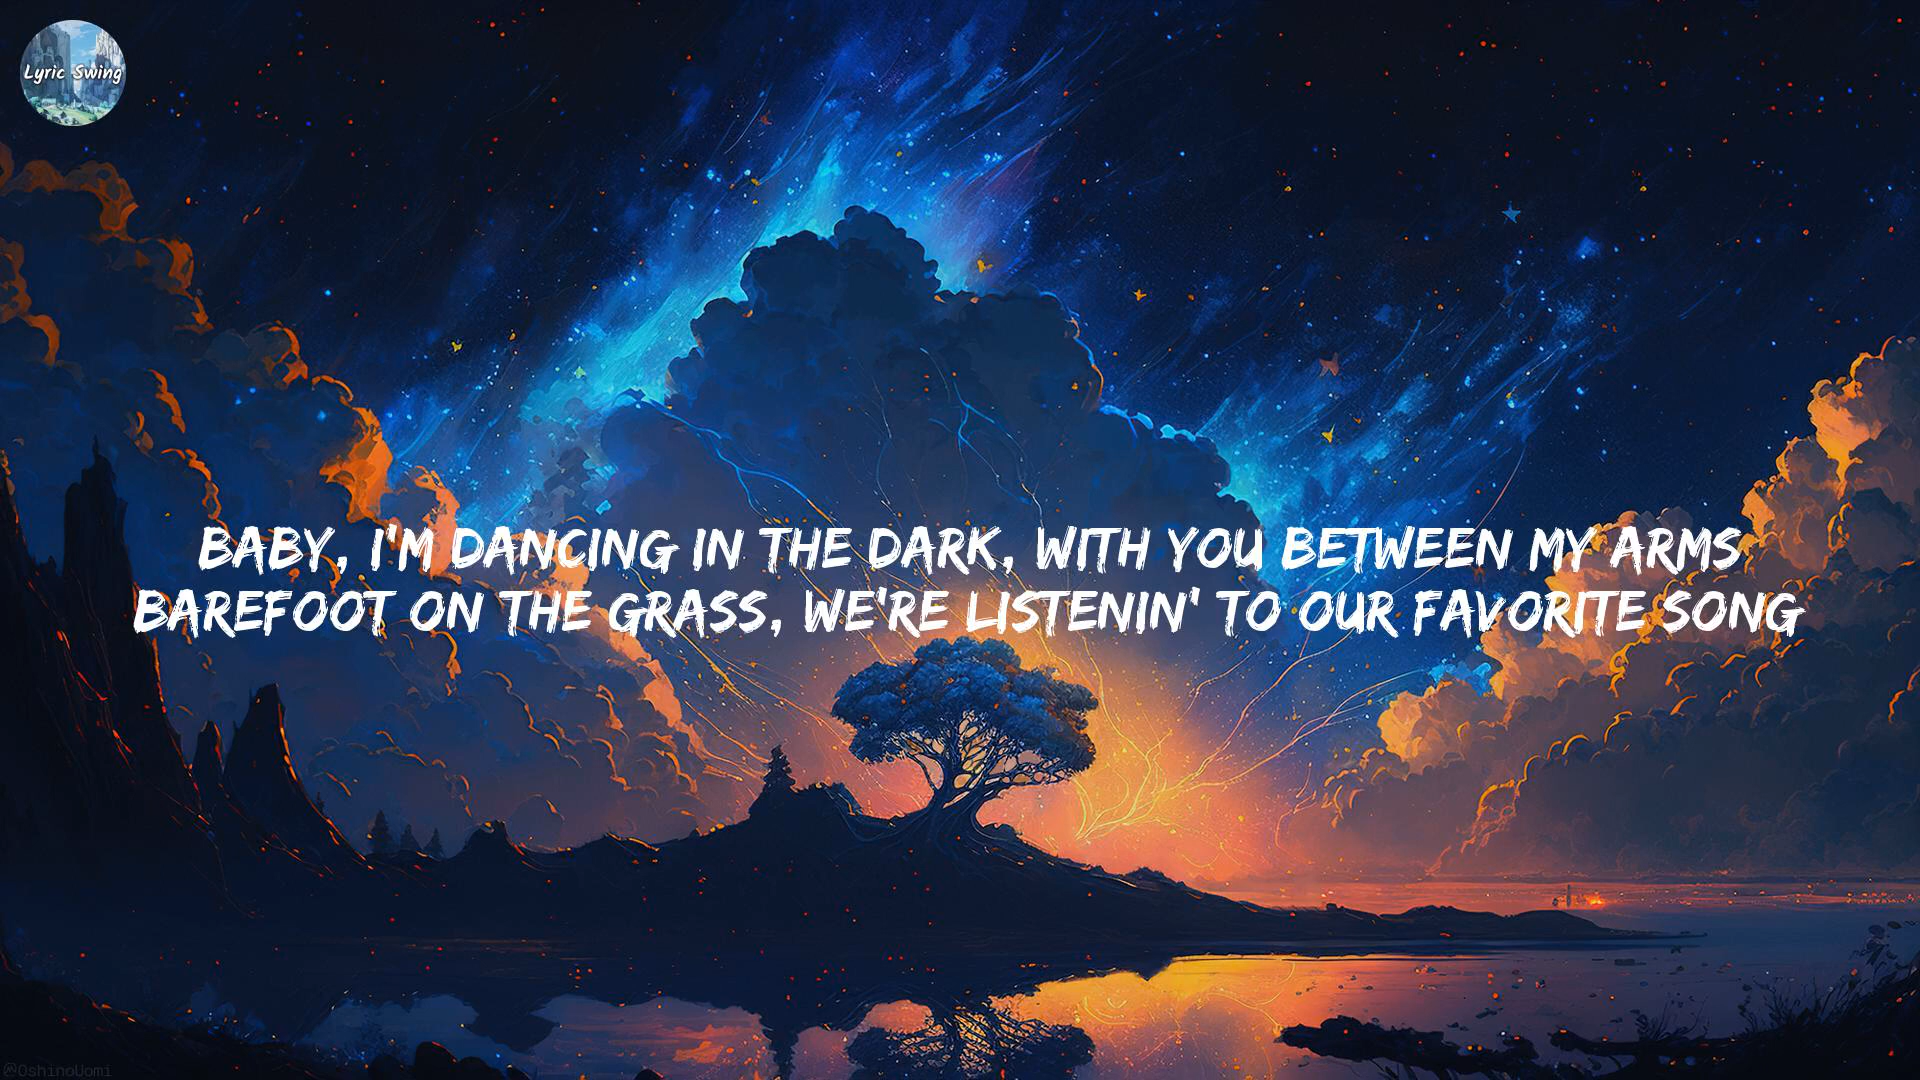 Lyric Swing
BABY, I'M DANCING IN THE DARK, WITH YOU BETWEEN MY ARMS
BAREFOOT ON THE GRASS, WE'RE LISTENIN' TO OUR FAVORITE SONG
@OshinoUomi